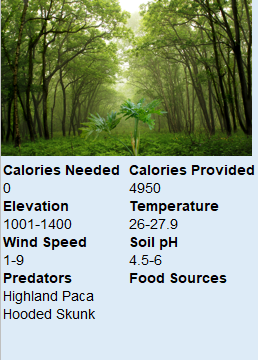 Calories Needed Calories Provided
0 4950
Elevation Temperature
1001-1400 26-27.9
Wind Speed Soil pH
1-9 4.5-6
Predators Food Sources
Highland Paca
Hooded Skunk